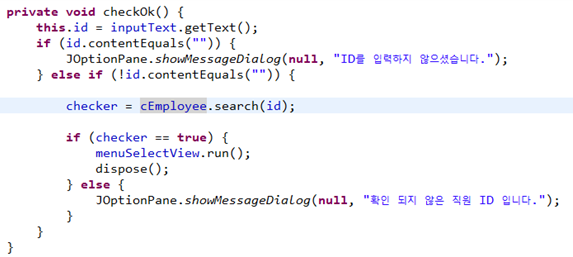 private void checkOk() {
    this.id = inputText.getText();
    if (id.contentEquals("")) {
        JOptionPane.showMessageDialog(null, "ID를 입력하지 않으셨습니다.");
    } else if (!id.contentEquals("")) {
        checker = cEmployee.search(id);
        if (checker == true) {
            menuSelectView.run();
            dispose();
        } else {
            JOptionPane.showMessageDialog(null, "확인 되지 않은 직원 ID 입니다.");
        }
    }
}